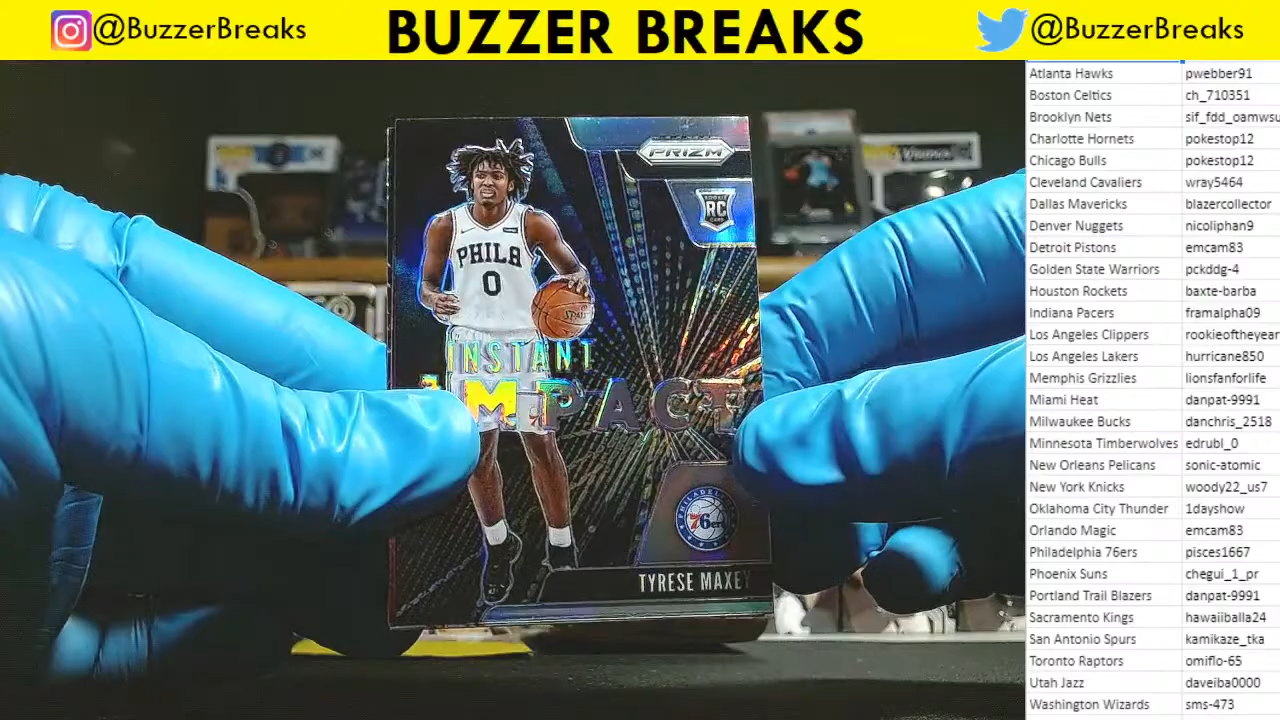 @BuzzerBreaks
BUZZER BREAKS
@BuzzerBreaks
PRIZM
RC
PHILA
0
INSTANT
IMPACT
76ers
TYRESE MAXEY
Atlanta Hawks pwebber91
Boston Celtics ch_710351
Brooklyn Nets sif_fdd_oamwsu
Charlotte Hornets pokestop12
Chicago Bulls pokestop12
Cleveland Cavaliers wray5464
Dallas Mavericks blazercollector
Denver Nuggets nicoliphan9
Detroit Pistons emcam83
Golden State Warriors pckddg-4
Houston Rockets baxte-barba
Indiana Pacers framalpha09
Los Angeles Clippers rookieoftheyear
Los Angeles Lakers hurricane850
Memphis Grizzlies lionsfanforlife
Miami Heat danpat-9991
Milwaukee Bucks danchris_2518
Minnesota Timberwolves edrubl_0
New Orleans Pelicans sonic-atomic
New York Knicks woody22_us7
Oklahoma City Thunder 1dayshow
Orlando Magic emcam83
Philadelphia 76ers pisces1667
Phoenix Suns chegui_1_pr
Portland Trail Blazers danpat-9991
Sacramento Kings hawaiiballa24
San Antonio Spurs kamikaze_tka
Toronto Raptors omiflo-65
Utah Jazz daveiba0000
Washington Wizards sms-473